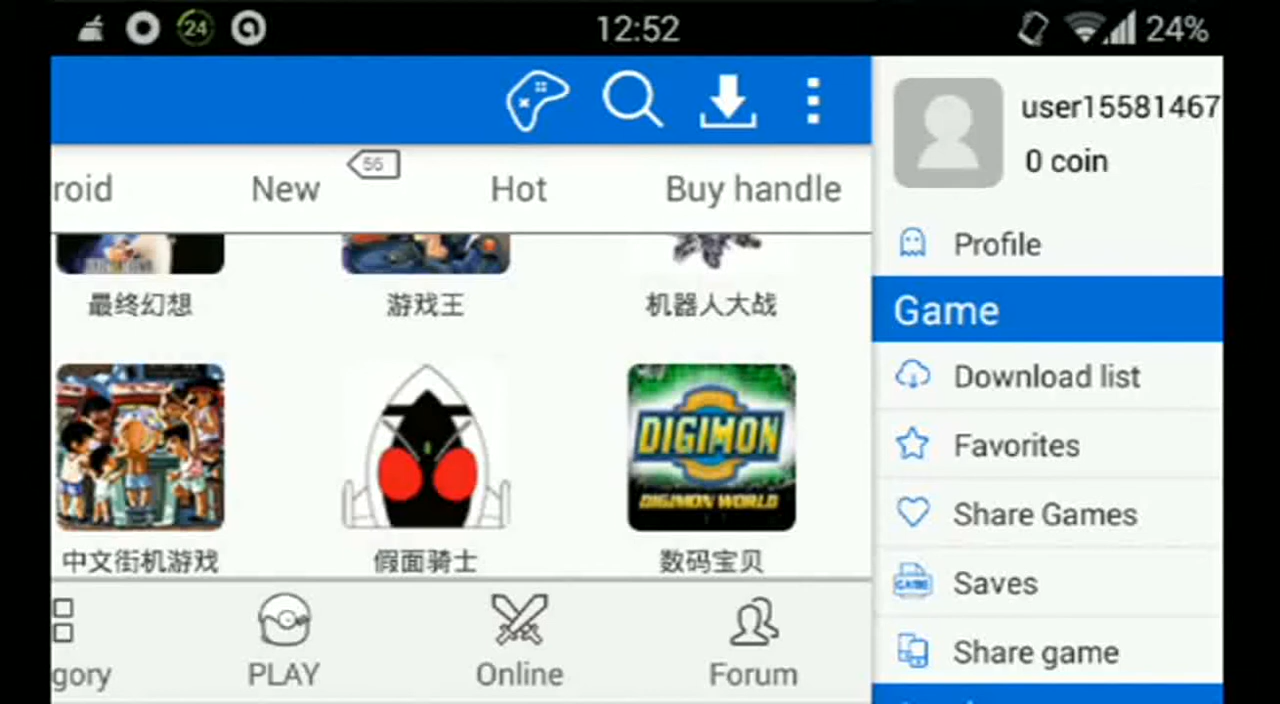 24
12:52
24%
roid
New
56
Hot
Buy handle
最终幻想
游戏王
机器人大战
DIGIMON
DIGIMON WORLD
中文街机游戏
假面骑士
数码宝贝
gory
PLAY
Online
Forum
user15581467
0 coin
Profile
Game
Download list
Favorites
Share Games
GAME
Saves
Share game